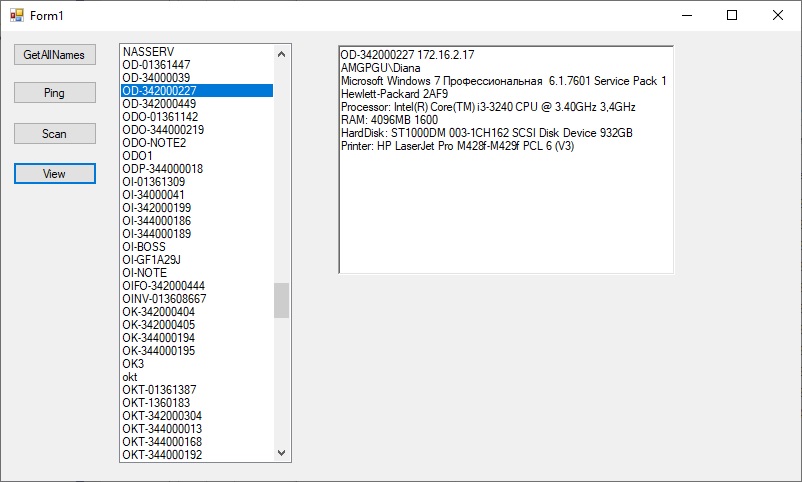 Form1
GetAllNames
Ping
Scan
View
NASSERV
OD-01361447
OD-34000039
OD-342000227
OD-342000449
ODO-01361142
ODO-344000219
ODO-NOTE2
ODO1
ODP-344000018
OI-01361309
OI-34000041
OI-342000199
OI-344000186
OI-344000189
OI-BOSS
OI-GF1A29J
OI-NOTE
OIFO-342000444
OINV-013608667
OK-342000404
OK-342000405
OK-344000194
OK-344000195
OK3
okt
OKT-01361387
OKT-1360183
OKT-342000304
OKT-344000013
OKT-344000168
OKT-344000192
OD-342000227 172.16.2.17
AMGPGU\Diana
Microsoft Windows 7 Профессиональная  6.1.7601 Service Pack 1
Hewlett-Packard 2AF9
Processor: Intel(R) Core(TM) i3-3240 CPU @ 3.40GHz 3,4GHz
RAM: 4096MB 1600
HardDisk: ST1000DM 003-1CH162 SCSI Disk Device 932GB
Printer: HP LaserJet Pro M428f-M429f PCL 6 (V3)